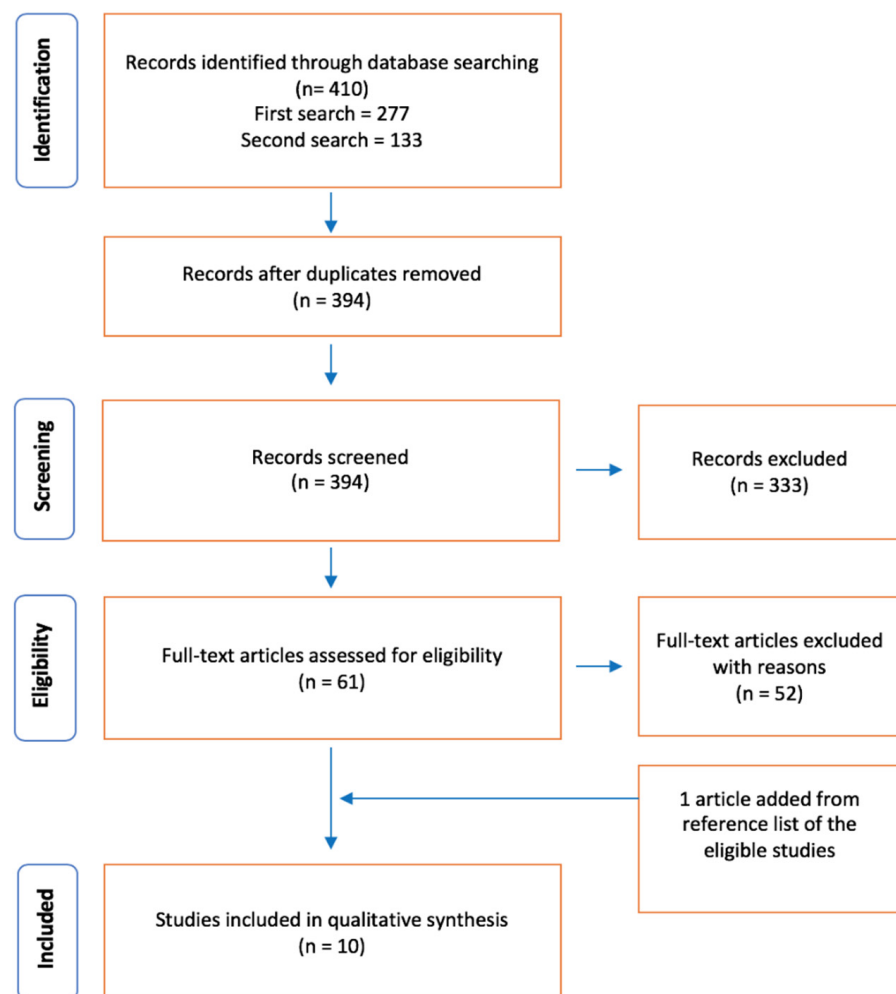 Identification
Records identified through database searching
(n= 410)
First search = 277
Second search = 133
Records after duplicates removed
(n = 394)
Screening
Records screened
(n = 394)
Records excluded
(n = 333)
Eligibility
Full-text articles assessed for eligibility
(n = 61)
Full-text articles excluded
with reasons
(n = 52)
1 article added from
reference list of the
eligible studies
Included
Studies included in qualitative synthesis
(n = 10)